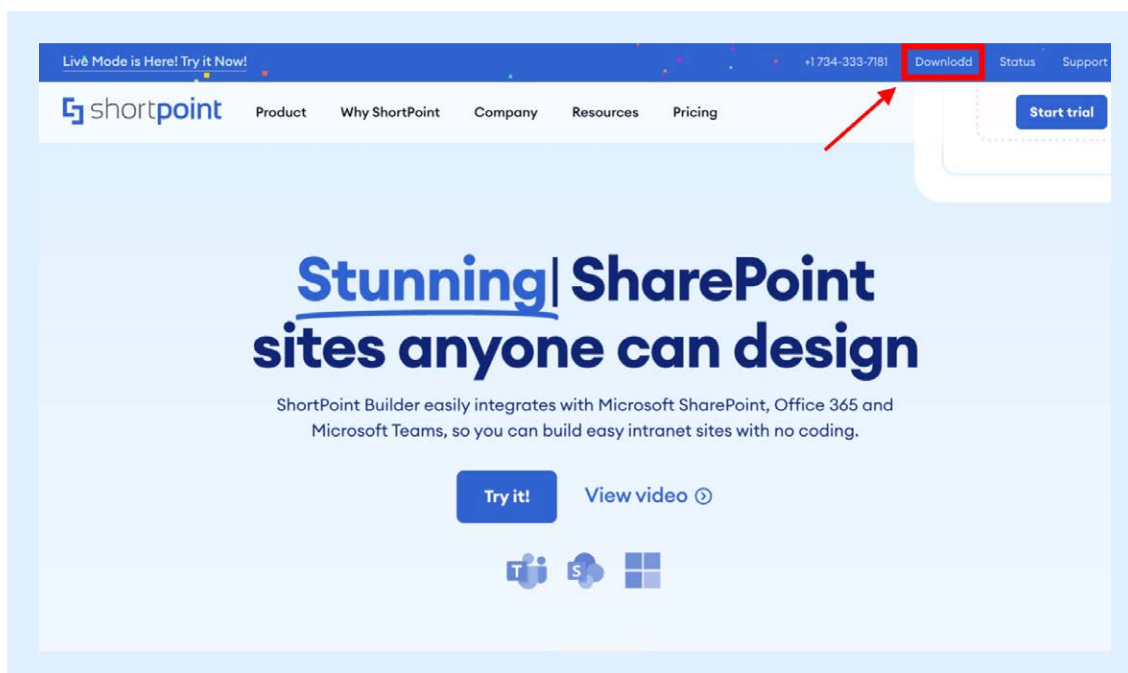 Live Mode is Here! Try it Now!
+1 734-333-7181 Downlodd Status Support
shortpoint Product Why ShortPoint Company Resources Pricing
Start trial
Stunning| SharePoint
sites anyone can design
ShortPoint Builder easily integrates with Microsoft SharePoint, Office 365 and
Microsoft Teams, so you can build easy intranet sites with no coding.
Try it! View video
T S